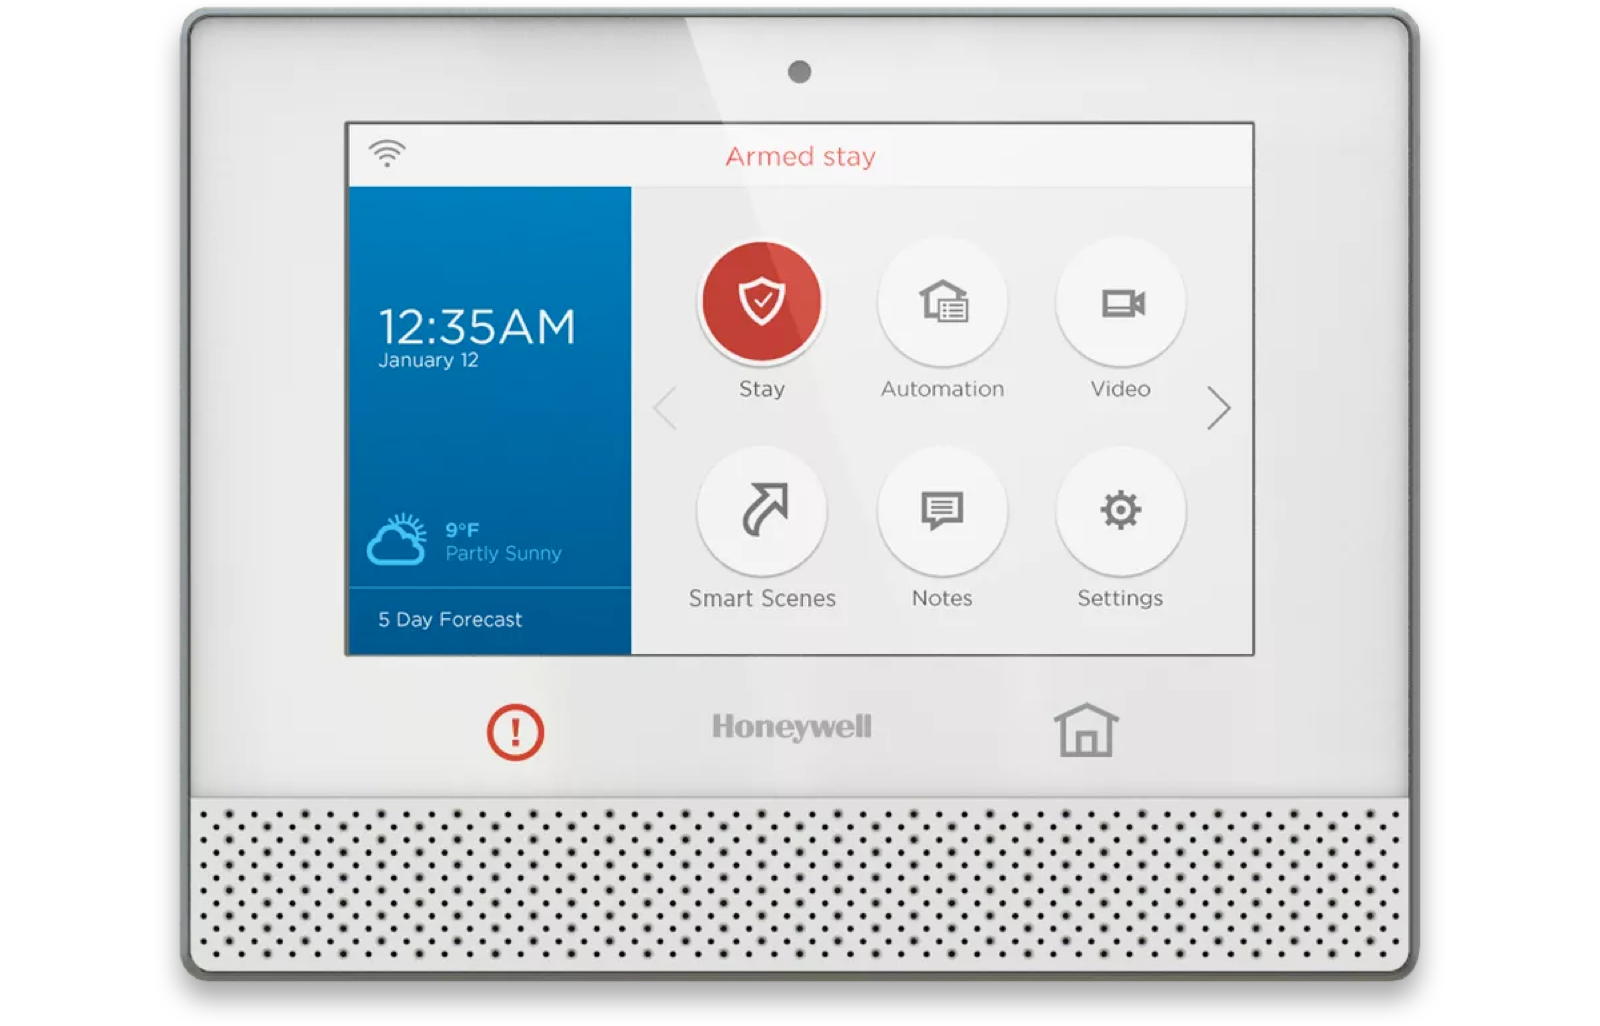 Armed stay
12:35AM
January 12
9°F
Partly Sunny
5 Day Forecast
Stay
Automation
Video
Smart Scenes
Notes
Settings
Honeywell